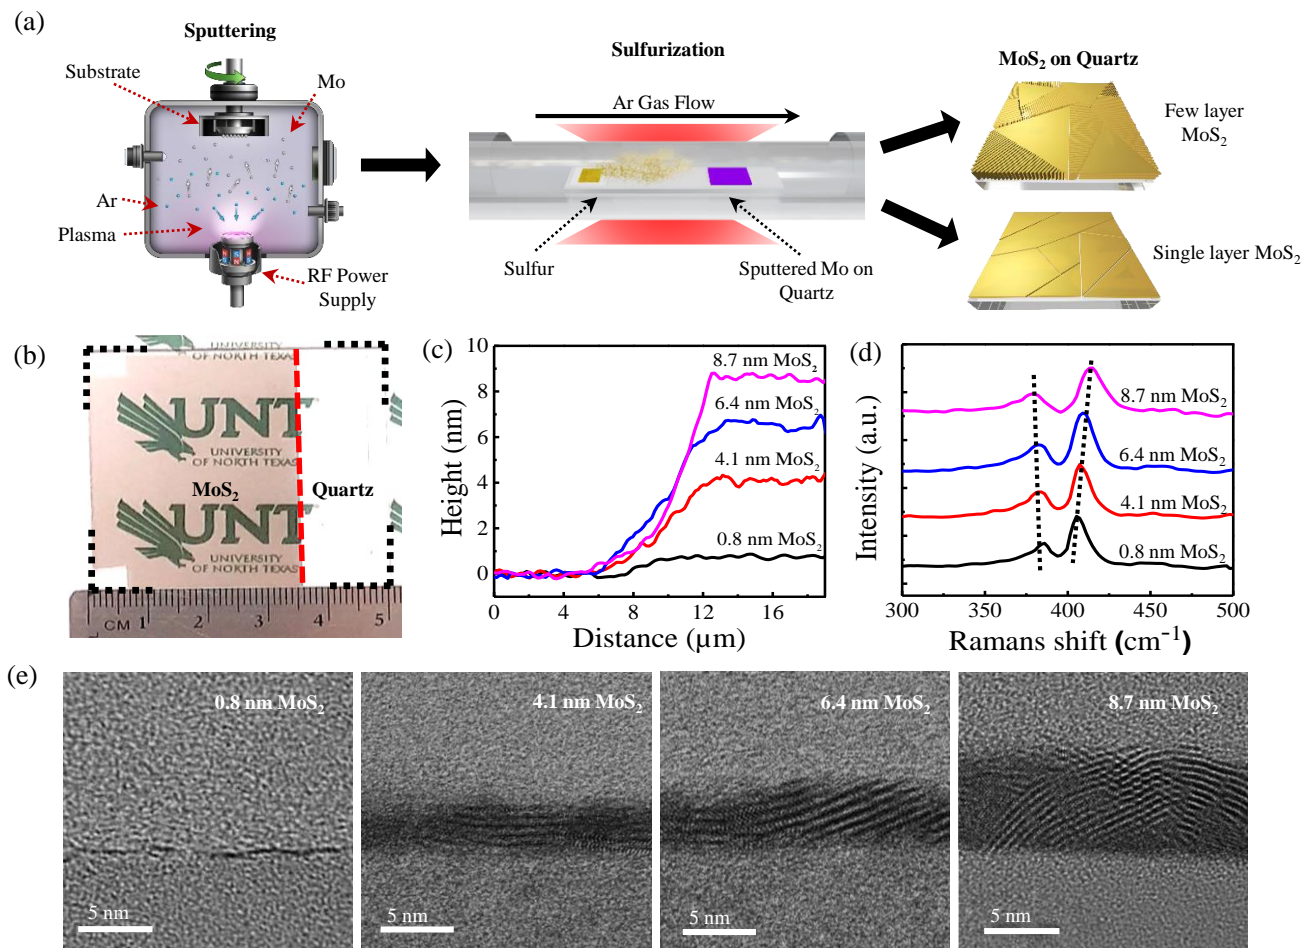 (a)
Sputtering
Substrate
Mo
Ar
Plasma
RF Power
Supply
Sulfurization
Ar Gas Flow
Sulfur
Sputtered Mo on
Quartz
MoS₂ on Quartz
Few layer
MoS₂
Single layer MoS₂
(b)
UNIVERSITY
OF NORTH TEXAS
UNIVERSITY
OF NORTH TEXAS
UNT
UNIVERSITY
OF NORTH TEXAS
MoS₂
Quartz
UNT
UNIVERSITY
OF NORTH TEXAS
CM 1 2 3 4 5
(c)
10
8
6
4
2
0
8.7 nm MoS₂
6.4 nm MoS₂
4.1 nm MoS₂
0.8 nm MoS₂
0 4 8 12 16
Height (nm)
Distance (µm)
(d)
8.7 nm MoS₂
6.4 nm MoS₂
4.1 nm MoS₂
0.8 nm MoS₂
300 350 400 450 500
Intensity (a.u.)
Ramans shift (cm⁻¹)
(e)
0.8 nm MoS₂
5 nm
4.1 nm MoS₂
5 nm
6.4 nm MoS₂
5 nm
8.7 nm MoS₂
5 nm